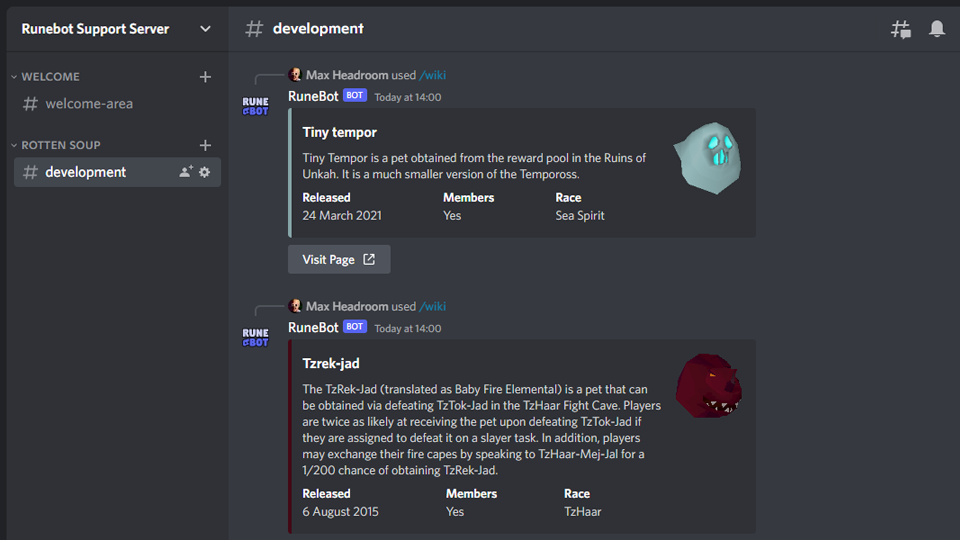 Runebot Support Server
WELCOME
welcome-area
ROTTEN SOUP
development
development
Max Headroom used /wiki
RUNE BOT
RuneBot BOT Today at 14:00
Tiny tempor
Tiny Tempor is a pet obtained from the reward pool in the Ruins of
Unkah. It is a much smaller version of the Tempoross.
Released Members Race
24 March 2021 Yes Sea Spirit
Visit Page
Max Headroom used /wiki
RUNE BOT
RuneBot BOT Today at 14:00
Tzrek-jad
The TzRek-Jad (translated as Baby Fire Elemental) is a pet that can
be obtained via defeating TzTok-Jad in the TzHaar Fight Cave. Players
are twice as likely at receiving the pet upon defeating TzTok-Jad if
they are assigned to defeat it on a slayer task. In addition, players
may exchange their fire capes by speaking to TzHaar-Mej-Jal for a
1/200 chance of obtaining TzRek-Jad.
Released Members Race
6 August 2015 Yes TzHaar